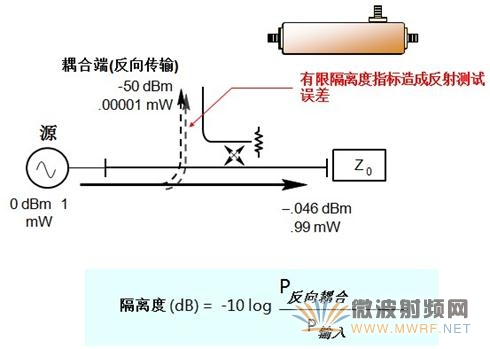 耦合端(反向传输)
-50 dBm
.00001 mW
有限隔离度指标造成反射测试
误差
源
Z0
0 dBm 1
mW
–.046 dBm
.99 mW
隔离度 (dB) = -10 log P反向耦合
P输入
微波射频网
WWW.MWRF.NET